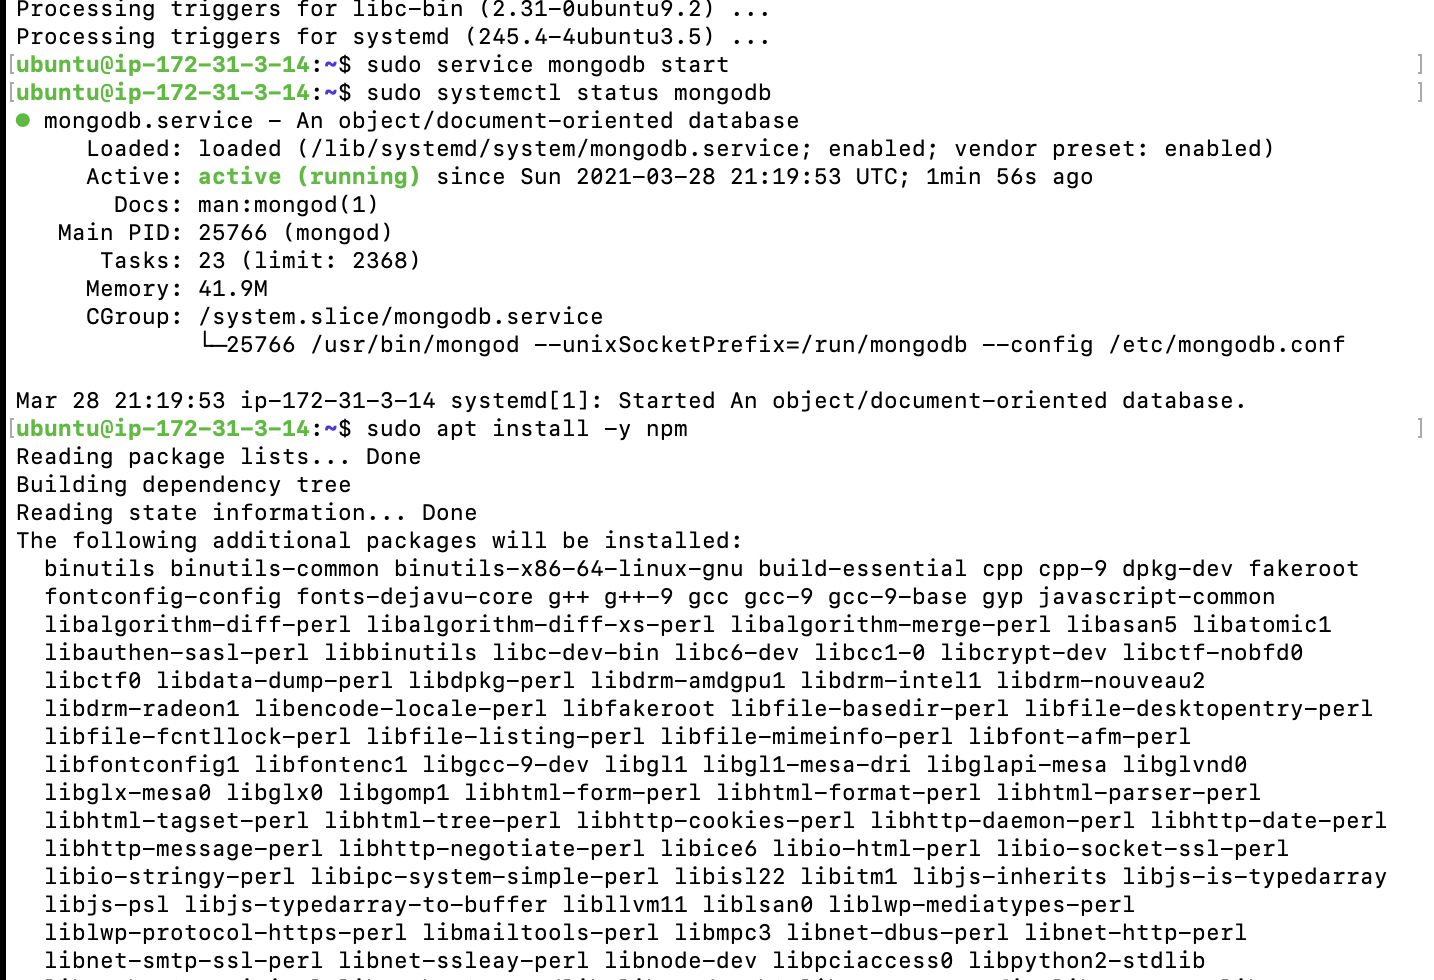 Processing triggers for libc-bin (2.31-0ubuntu9.2) ...
Processing triggers for systemd (245.4-4ubuntu3.5) ...
[ubuntu@ip-172-31-3-14:~$ sudo service mongodb start ]
[ubuntu@ip-172-31-3-14:~$ sudo systemctl status mongodb ]
● mongodb.service - An object/document-oriented database
Loaded: loaded (/lib/systemd/system/mongodb.service; enabled; vendor preset: enabled)
Active: active (running) since Sun 2021-03-28 21:19:53 UTC; 1min 56s ago
Docs: man:mongod(1)
Main PID: 25766 (mongod)
Tasks: 23 (limit: 2368)
Memory: 41.9M
CGroup: /system.slice/mongodb.service
└─25766 /usr/bin/mongod --unixSocketPrefix=/run/mongodb --config /etc/mongodb.conf
Mar 28 21:19:53 ip-172-31-3-14 systemd[1]: Started An object/document-oriented database.
[ubuntu@ip-172-31-3-14:~$ sudo apt install -y npm ]
Reading package lists... Done
Building dependency tree
Reading state information... Done
The following additional packages will be installed:
binutils binutils-common binutils-x86-64-linux-gnu build-essential cpp cpp-9 dpkg-dev fakeroot
fontconfig-config fonts-dejavu-core g++ g++-9 gcc gcc-9 gcc-9-base gyp javascript-common
libalgorithm-diff-perl libalgorithm-diff-xs-perl libalgorithm-merge-perl libasan5 libatomic1
libauthen-sasl-perl libbinutils libc-dev-bin libc6-dev libcc1-0 libcrypt-dev libctf-nobfd0
libctf0 libdata-dump-perl libdpkg-perl libdrm-amdgpu1 libdrm-intel1 libdrm-nouveau2
libdrm-radeon1 libencode-locale-perl libfakeroot libfile-basedir-perl libfile-desktopentry-perl
libfile-fcntllock-perl libfile-listing-perl libfile-mimeinfo-perl libfont-afm-perl
libfontconfig1 libfontenc1 libgcc-9-dev libgl1 libgl1-mesa-dri libglapi-mesa libglvnd0
libglx-mesa0 libglx0 libgomp1 libhtml-form-perl libhtml-format-perl libhtml-parser-perl
libhtml-tagset-perl libhtml-tree-perl libhttp-cookies-perl libhttp-daemon-perl libhttp-date-perl
libhttp-message-perl libhttp-negotiate-perl libice6 libio-html-perl libio-socket-ssl-perl
libio-stringy-perl libipc-system-simple-perl libisl22 libitm1 libjs-inherits libjs-is-typedarray
libjs-psl libjs-typedarray-to-buffer libllvm11 liblsan0 liblwp-mediatypes-perl
liblwp-protocol-https-perl libmailtools-perl libmpc3 libnet-dbus-perl libnet-http-perl
libnet-smtp-ssl-perl libnet-ssleay-perl libnode-dev libpciaccess0 libpython2-stdlib